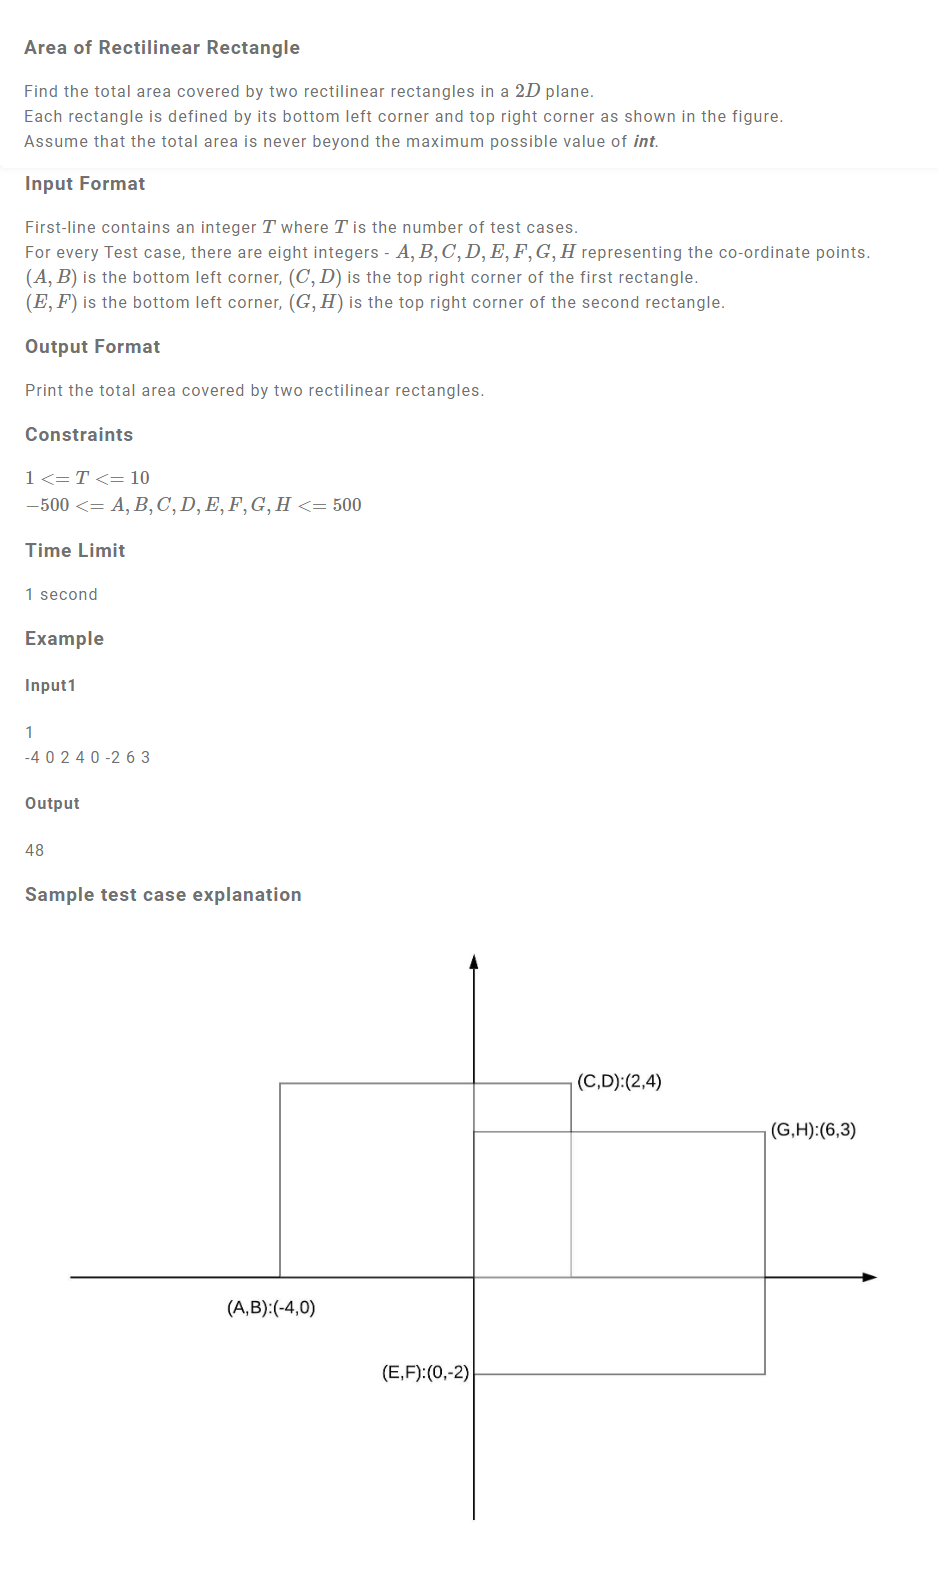 Area of Rectilinear Rectangle
Find the total area covered by two rectilinear rectangles in a 2D plane.
Each rectangle is defined by its bottom left corner and top right corner as shown in the figure.
Assume that the total area is never beyond the maximum possible value of int.
Input Format
First-line contains an integer T where T is the number of test cases.
For every Test case, there are eight integers - A, B, C, D, E, F, G, H representing the co-ordinate points.
(A, B) is the bottom left corner, (C, D) is the top right corner of the first rectangle.
(E, F) is the bottom left corner, (G, H) is the top right corner of the second rectangle.
Output Format
Print the total area covered by two rectilinear rectangles.
Constraints
1 <= T <= 10
−500 <= A, B, C, D, E, F, G, H <= 500
Time Limit
1 second
Example
Input1
1
-4 0 2 4 0 -2 6 3
Output
48
Sample test case explanation
(C,D):(2,4)
(G,H):(6,3)
(A,B):(-4,0)
(E,F):(0,-2)